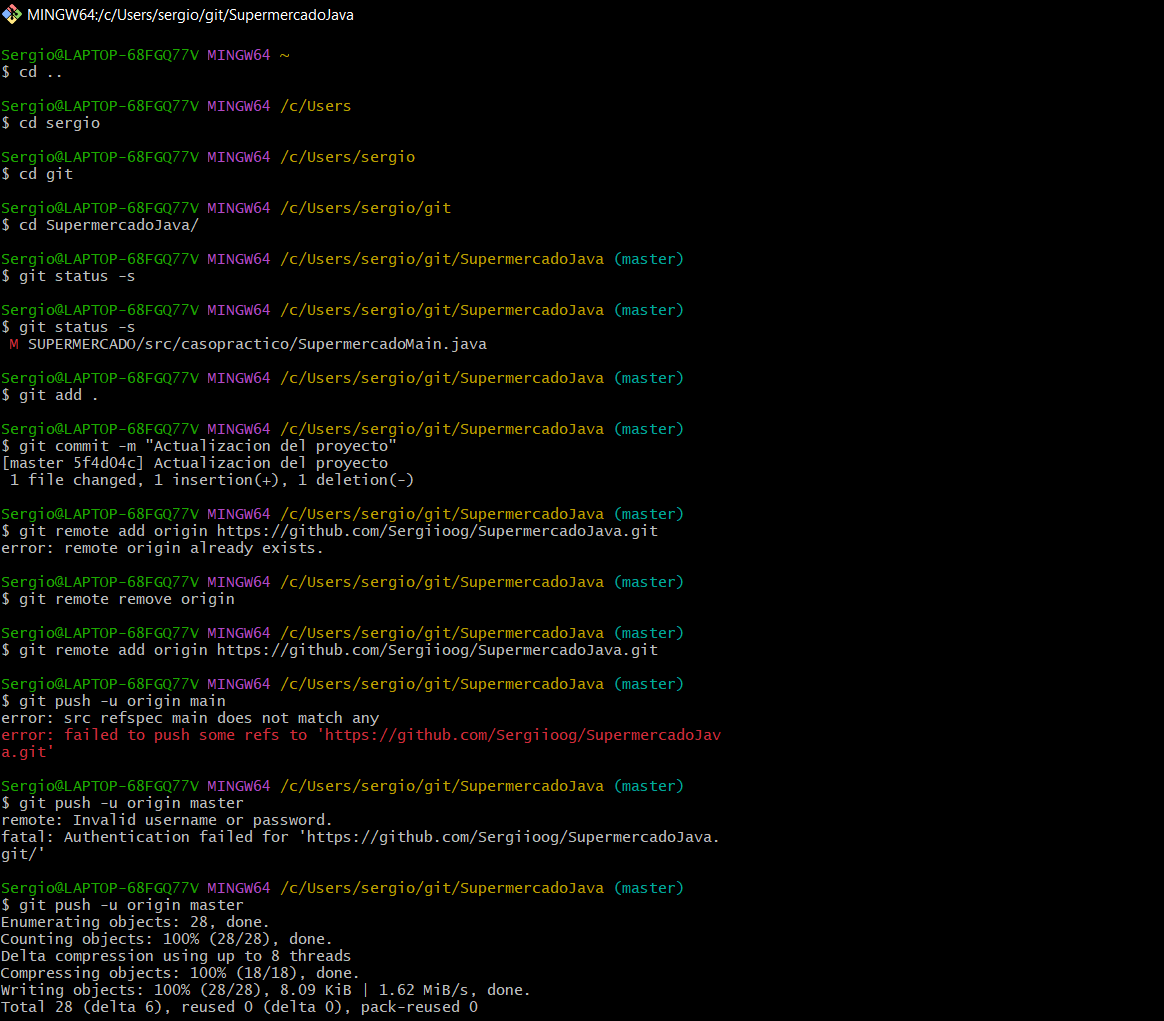 MINGW64:/c/Users/sergio/git/SupermercadoJava
Sergio@LAPTOP-68FGQ77V MINGW64 ~
$ cd ..
Sergio@LAPTOP-68FGQ77V MINGW64 /c/Users
$ cd sergio
Sergio@LAPTOP-68FGQ77V MINGW64 /c/Users/sergio
$ cd git
Sergio@LAPTOP-68FGQ77V MINGW64 /c/Users/sergio/git
$ cd SupermercadoJava/
Sergio@LAPTOP-68FGQ77V MINGW64 /c/Users/sergio/git/SupermercadoJava (master)
$ git status -s
Sergio@LAPTOP-68FGQ77V MINGW64 /c/Users/sergio/git/SupermercadoJava (master)
$ git status -s
 M SUPERMERCADO/src/casopractico/SupermercadoMain.java
Sergio@LAPTOP-68FGQ77V MINGW64 /c/Users/sergio/git/SupermercadoJava (master)
$ git add .
Sergio@LAPTOP-68FGQ77V MINGW64 /c/Users/sergio/git/SupermercadoJava (master)
$ git commit -m "Actualizacion del proyecto"
[master 5f4d04c] Actualizacion del proyecto
 1 file changed, 1 insertion(+), 1 deletion(-)
Sergio@LAPTOP-68FGQ77V MINGW64 /c/Users/sergio/git/SupermercadoJava (master)
$ git remote add origin https://github.com/Sergiioog/SupermercadoJava.git
error: remote origin already exists.
Sergio@LAPTOP-68FGQ77V MINGW64 /c/Users/sergio/git/SupermercadoJava (master)
$ git remote remove origin
Sergio@LAPTOP-68FGQ77V MINGW64 /c/Users/sergio/git/SupermercadoJava (master)
$ git remote add origin https://github.com/Sergiioog/SupermercadoJava.git
Sergio@LAPTOP-68FGQ77V MINGW64 /c/Users/sergio/git/SupermercadoJava (master)
$ git push -u origin main
error: src refspec main does not match any
error: failed to push some refs to 'https://github.com/Sergiioog/SupermercadoJav
a.git'
Sergio@LAPTOP-68FGQ77V MINGW64 /c/Users/sergio/git/SupermercadoJava (master)
$ git push -u origin master
remote: Invalid username or password.
fatal: Authentication failed for 'https://github.com/Sergiioog/SupermercadoJava.
git/'
Sergio@LAPTOP-68FGQ77V MINGW64 /c/Users/sergio/git/SupermercadoJava (master)
$ git push -u origin master
Enumerating objects: 28, done.
Counting objects: 100% (28/28), done.
Delta compression using up to 8 threads
Compressing objects: 100% (18/18), done.
Writing objects: 100% (28/28), 8.09 KiB | 1.62 MiB/s, done.
Total 28 (delta 6), reused 0 (delta 0), pack-reused 0